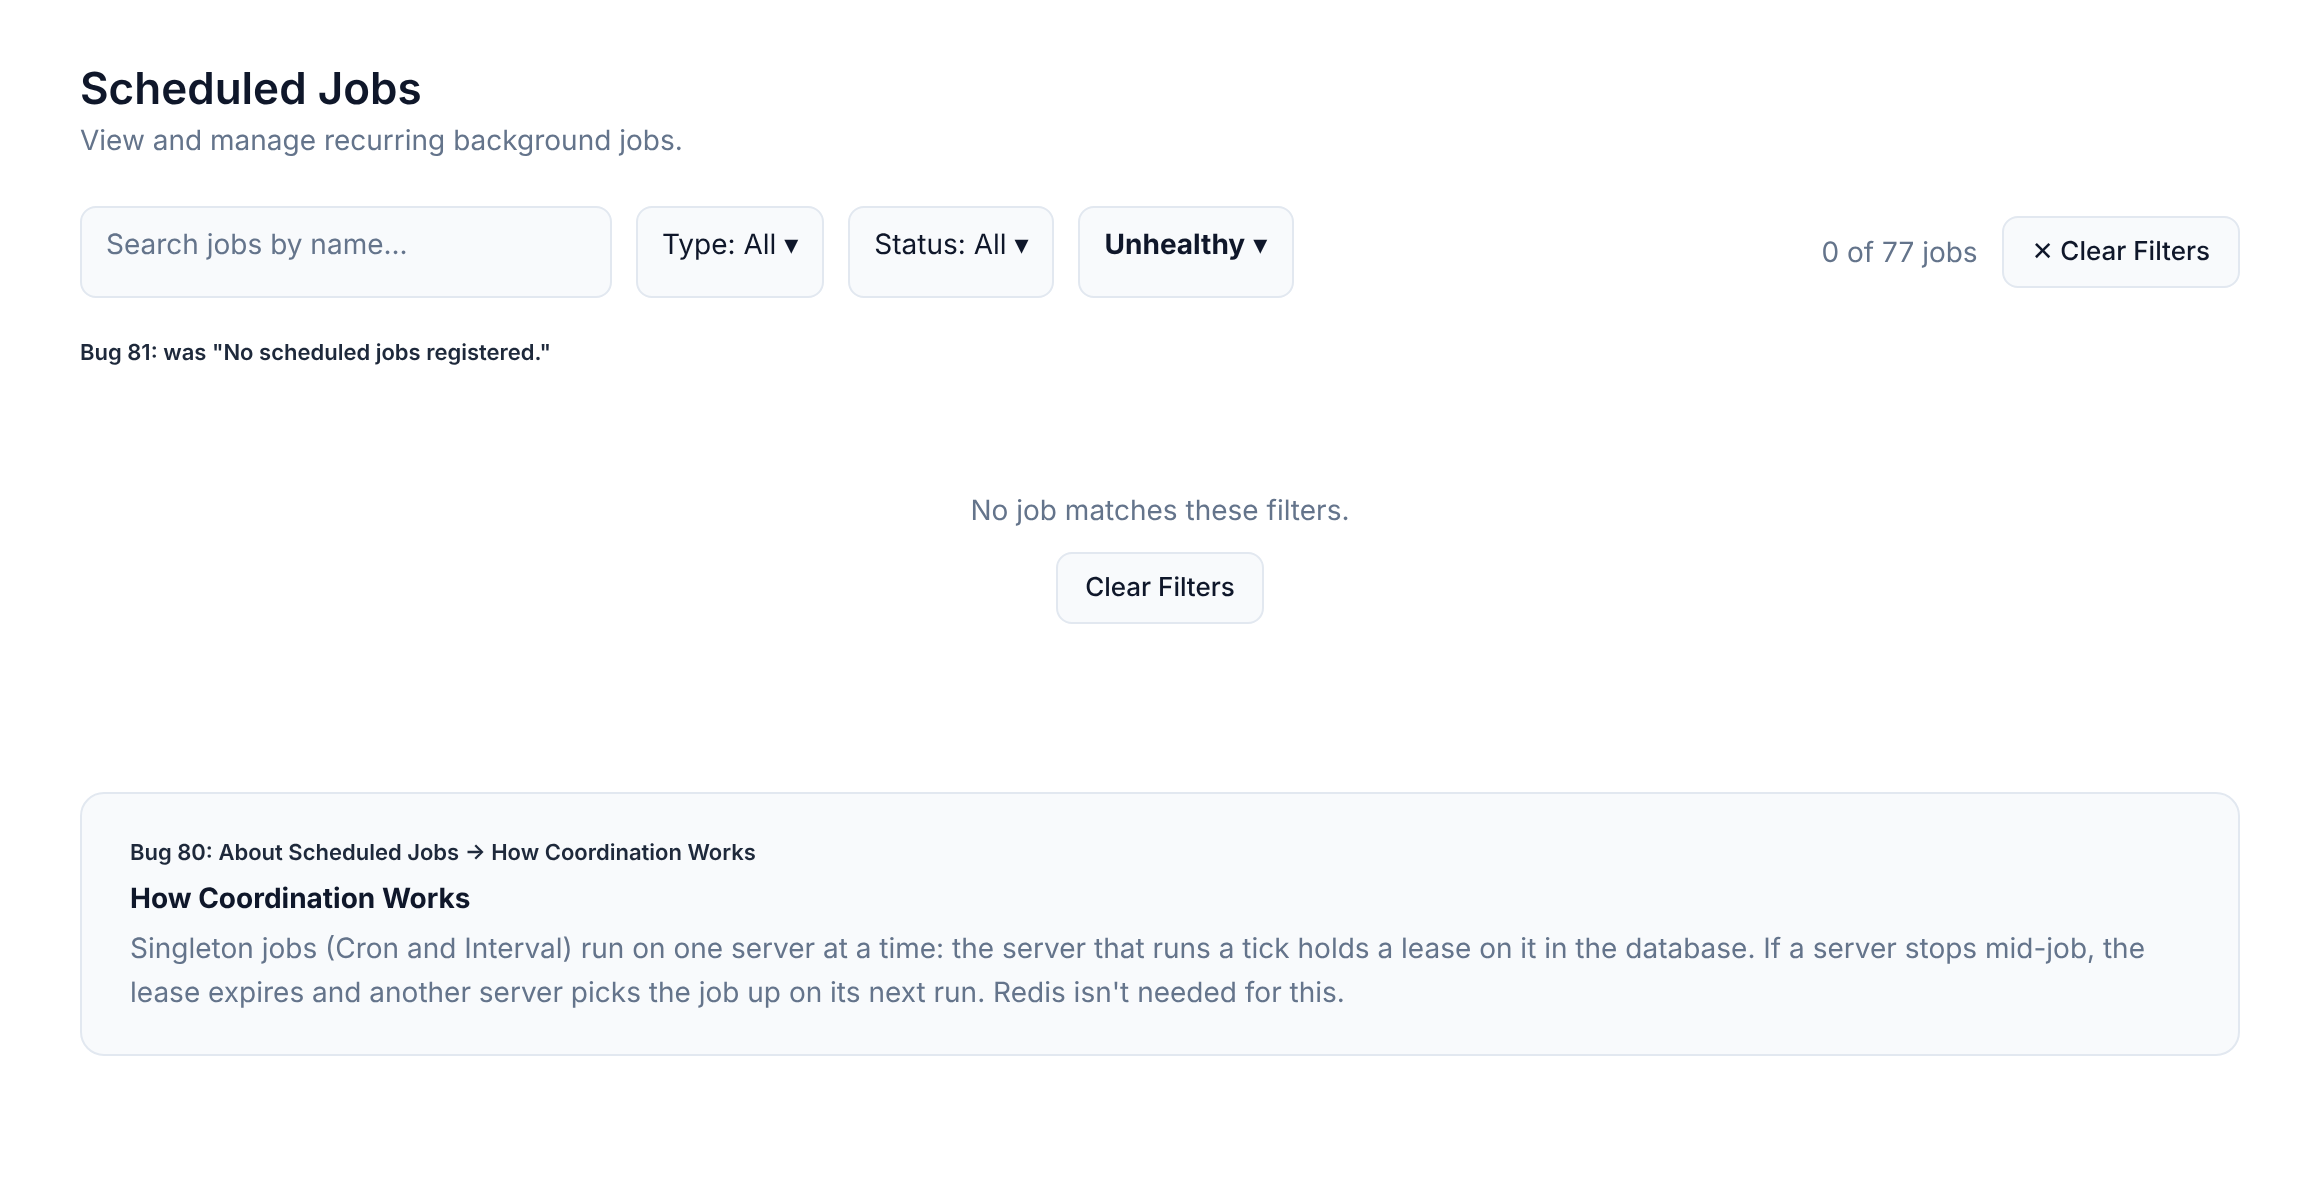 Scheduled Jobs
View and manage recurring background jobs.
Search jobs by name...
Type: All ▾
Status: All ▾
Unhealthy ▾
0 of 77 jobs
✕ Clear Filters
Bug 81: was "No scheduled jobs registered."
No job matches these filters.
Clear Filters
Bug 80: About Scheduled Jobs → How Coordination Works
How Coordination Works
Singleton jobs (Cron and Interval) run on one server at a time: the server that runs a tick holds a lease on it in the database. If a server stops mid-job, the
lease expires and another server picks the job up on its next run. Redis isn't needed for this.